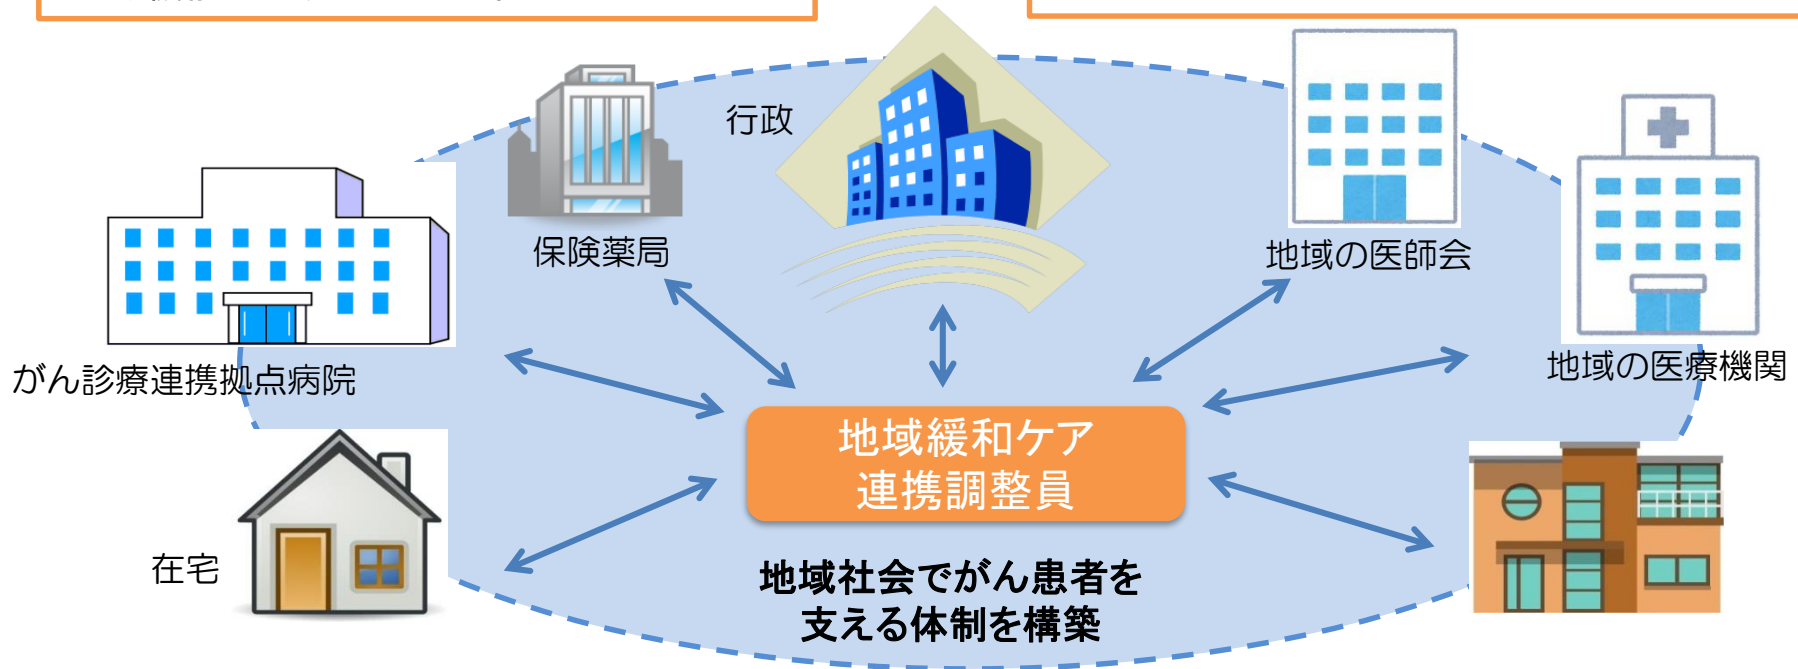 行政
保険薬局
地域の医師会
がん診療連携拠点病院
地域の医療機関
地域緩和ケア
連携調整員
在宅
地域社会でがん患者を
支える体制を構築